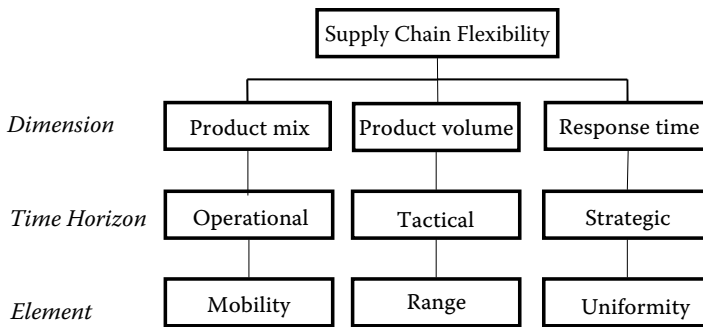 Supply Chain Flexibility
Dimension
Product mix
Product volume
Response time
Time Horizon
Operational
Tactical
Strategic
Element
Mobility
Range
Uniformity